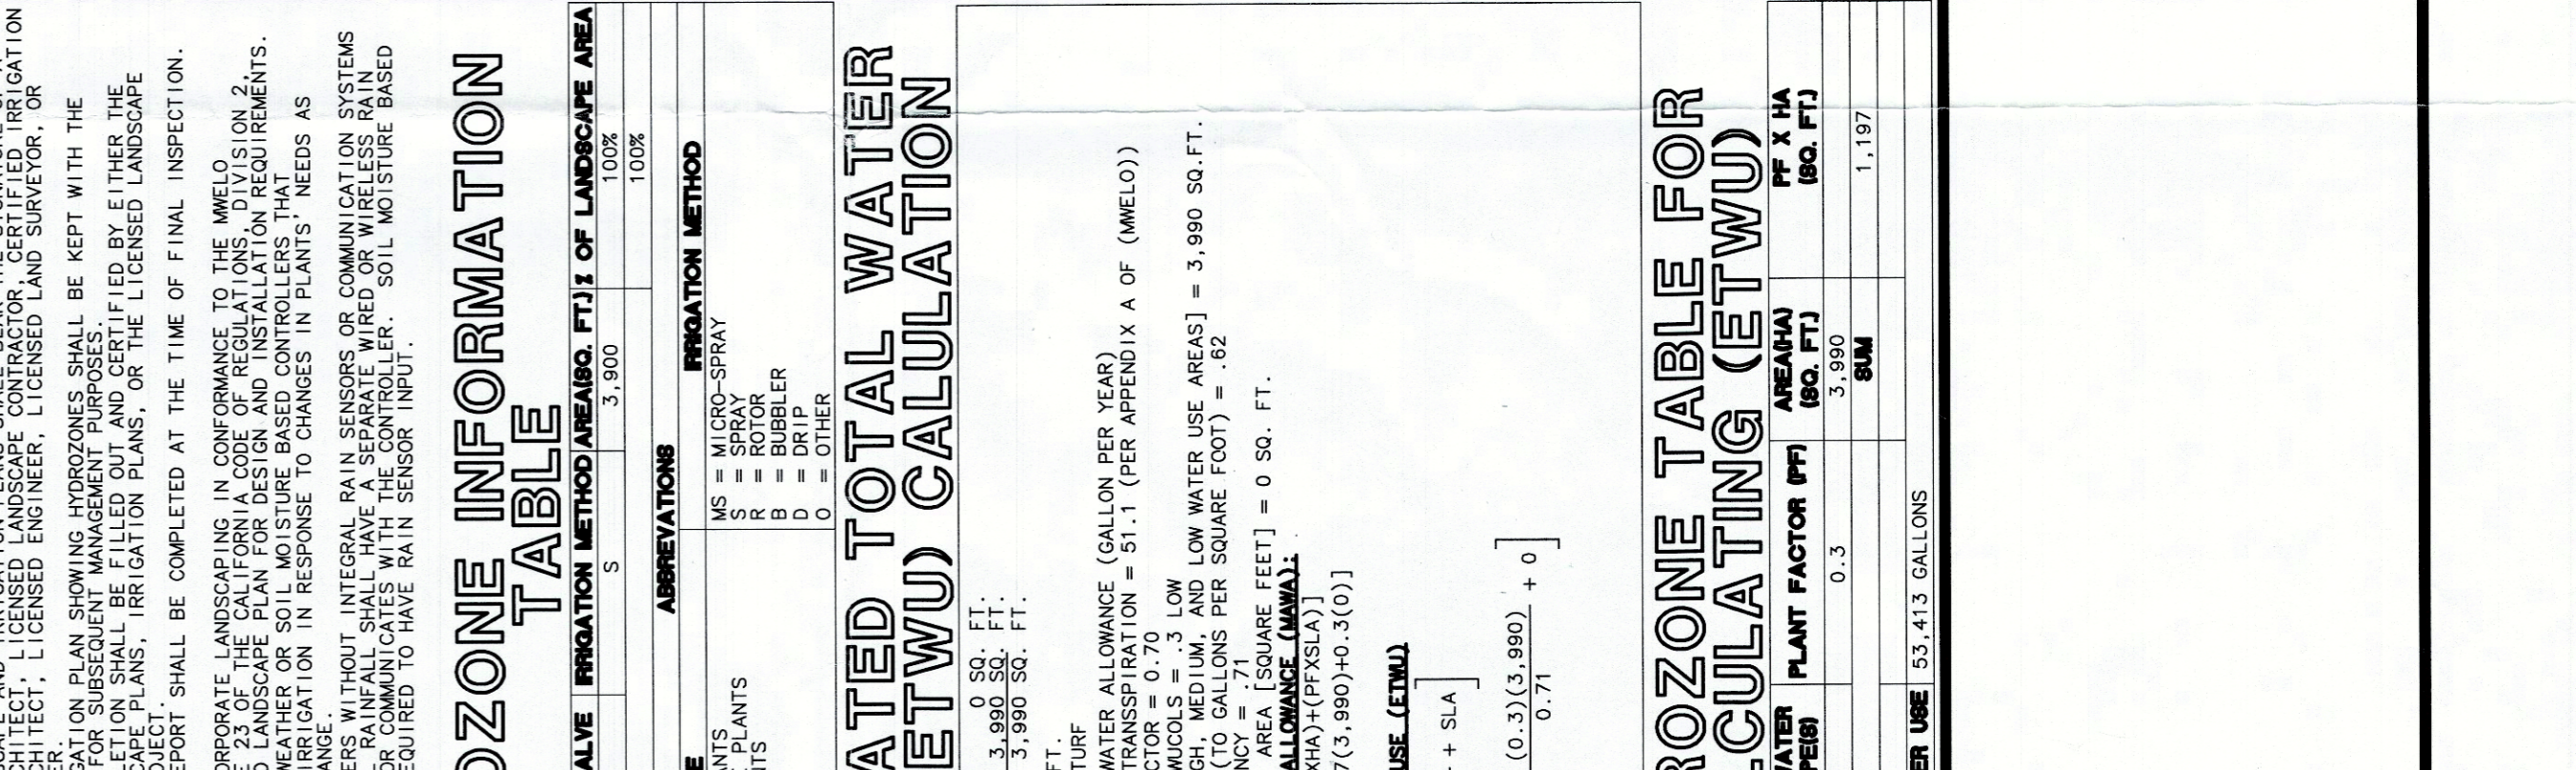 CHITECT, LICENSED LANDSCAPE CONTRACTOR, CERTIFIED IRRIGATION
CHITECT, LICENSED ENGINEER, LICENSED LAND SURVEYOR, OR
ER.
GATION PLAN SHOWING HYDROZONES SHALL BE KEPT WITH THE
FOR SUBSEQUENT MANAGEMENT PURPOSES.
LETION SHALL BE FILLED OUT AND CERTIFIED BY EITHER THE
CAPE PLANS, IRRIGATION PLANS, OR THE LICENSED LANDSCAPE
OJECT.
EPORT SHALL BE COMPLETED AT THE TIME OF FINAL INSPECTION.
ORPORATE LANDSCAPING IN CONFORMANCE TO THE MWELO
E 23 OF THE CALIFORNIA CODE OF REGULATIONS, DIVISION 2,
D LANDSCAPE PLAN FOR DESIGN AND INSTALLATION REQUIREMENTS.
WEATHER OR SOIL MOISTURE BASED CONTROLLERS THAT
IRRIGATION IN RESPONSE TO CHANGES IN PLANTS' NEEDS AS
ANGE.
ERS WITHOUT INTEGRAL RAIN SENSORS OR COMMUNICATION SYSTEMS
RAINFALL SHALL HAVE A SEPARATE WIRED OR WIRELESS RAIN
OR COMMUNICATES WITH THE CONTROLLER. SOIL MOISTURE BASED
EQUIRED TO HAVE RAIN SENSOR INPUT.
OZONE INFORMATION
TABLE
ALVE IRRIGATION METHOD AREA(SQ. FT.) % OF LANDSCAPE AREA
S 3,900 100%
100%
ABBREVATIONS
E IRRIGATION METHOD
MS = MICRO-SPRAY
ANTS S = SPRAY
PLANTS R = ROTOR
NTS B = BUBBLER
D = DRIP
O = OTHER
ATED TOTAL WATER
ETWU) CALULATION
0 SQ. FT.
3,990 SQ. FT.
3,990 SQ. FT.
FT.
TURF
WATER ALLOWANCE (GALLON PER YEAR)
TRANSSPIRATION = 51.1 (PER APPENDIX A OF (MWELO))
CTOR = 0.70
WUCOLS = .3 LOW
GH, MEDIUM, AND LOW WATER USE AREAS] = 3,990 SQ.FT.
(TO GALLONS PER SQUARE FOOT) = .62
NCY = .71
AREA [SQUARE FEET] = 0 SQ. FT.
ALLOWANCE (MAWA):
XHA)+(PFXSLA)]
7(3,990)+0.3(0)]
USE (ETWU)
+ SLA ]
(0.3)(3,990)
0.71
+ 0 ]
ROZONE TABLE FOR
CULATING (ETWU)
WATER PLANT FACTOR (PF) AREA(HA) PF X HA
PE(S) (SQ. FT.) (SQ. FT.)
0.3 3,990
SUM 1,197
ER USE 53,413 GALLONS